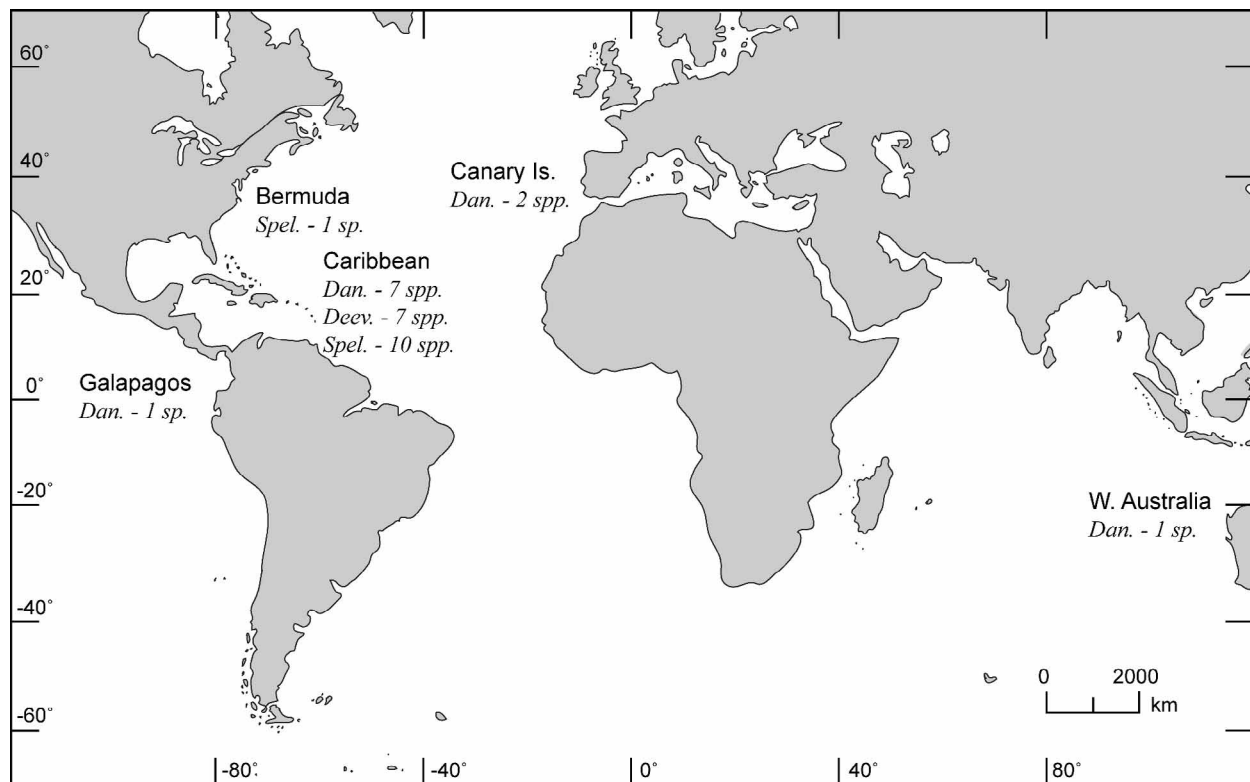 60°
40°
20°
0°
-20°
-40°
-60°
Bermuda
Spel. - 1 sp.
Canary Is.
Dan. - 2 spp.
Caribbean
Dan. - 7 spp.
Deev. - 7 spp.
Spel. - 10 spp.
Galapagos
Dan. - 1 sp.
W. Australia
Dan. - 1 sp.
0 2000
km
-80° -40° 0° 40° 80°